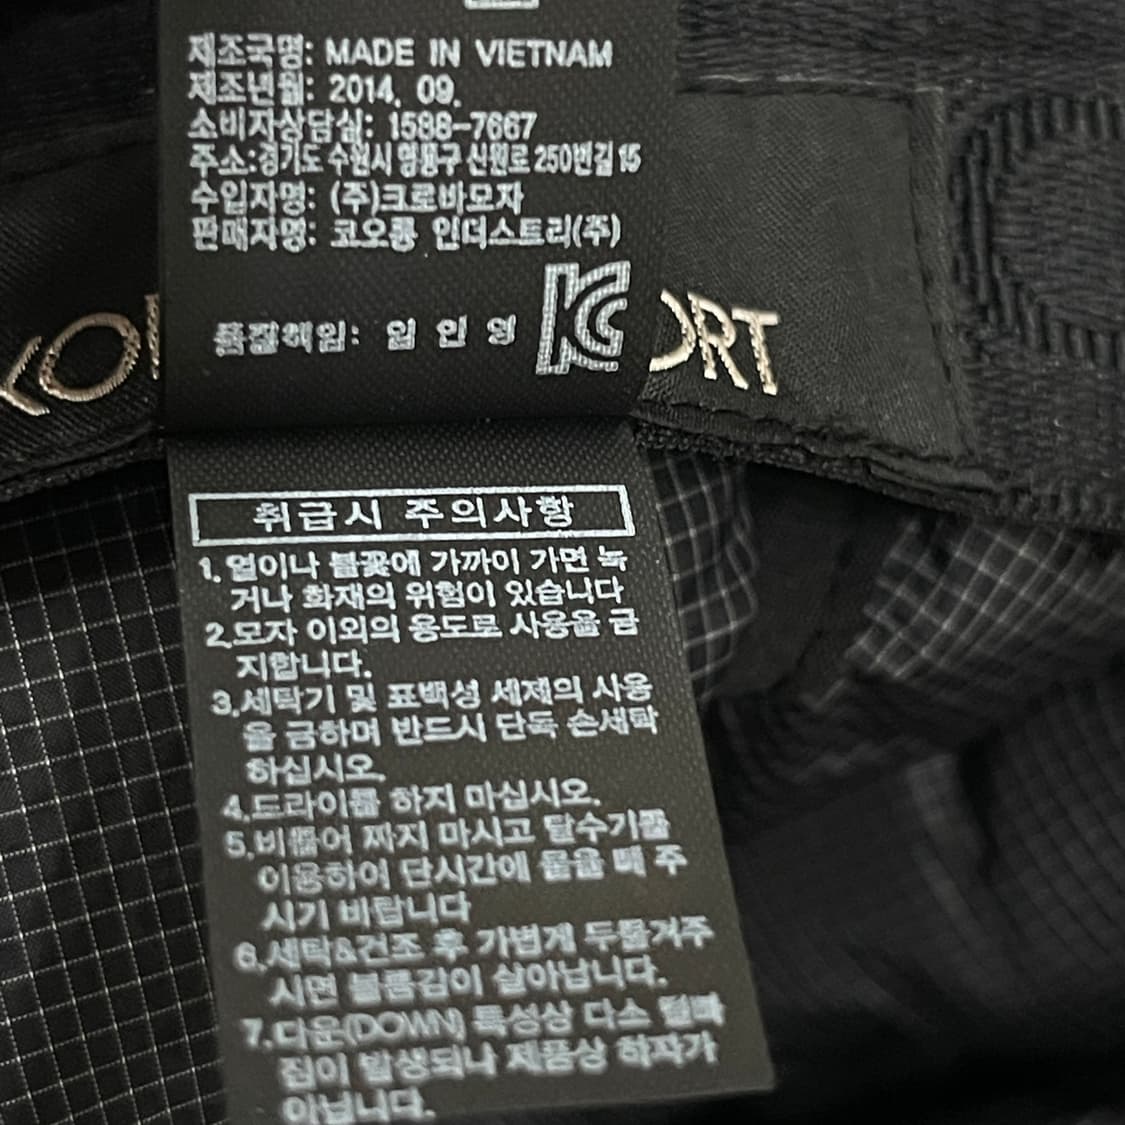 제조국명: MADE IN VIETNAM
제조년월: 2014. 09.
소비자상담실: 1588-7667
주소:경기도 수원시 영통구 신원로 250번길 15
수입자명: (주)크로바모자
판매자명: 코오롱 인더스트리(주)
품질책임: 임 인 영
KC
ORT
취급시 주의사항
1. 열이나 불꽃에 가까이 가면 녹
거나 화재의 위험이 있습니다
2.모자 이외의 용도로 사용을 금
지합니다.
3.세탁기 및 표백성 세제의 사용
을 금하며 반드시 단독 손세탁
하십시오.
4.드라이를 하지 마십시오.
5.비틀어 짜지 마시고 탈수기를
이용하여 단시간에 물을 빼 주
시기 바랍니다
6.세탁&건조 후 가볍게 두들겨주
시면 볼륨감이 살아납니다.
7.다운(DOWN) 특성상 다소 털빠
짐이 발생되나 제품상 하자가
아닙니다.